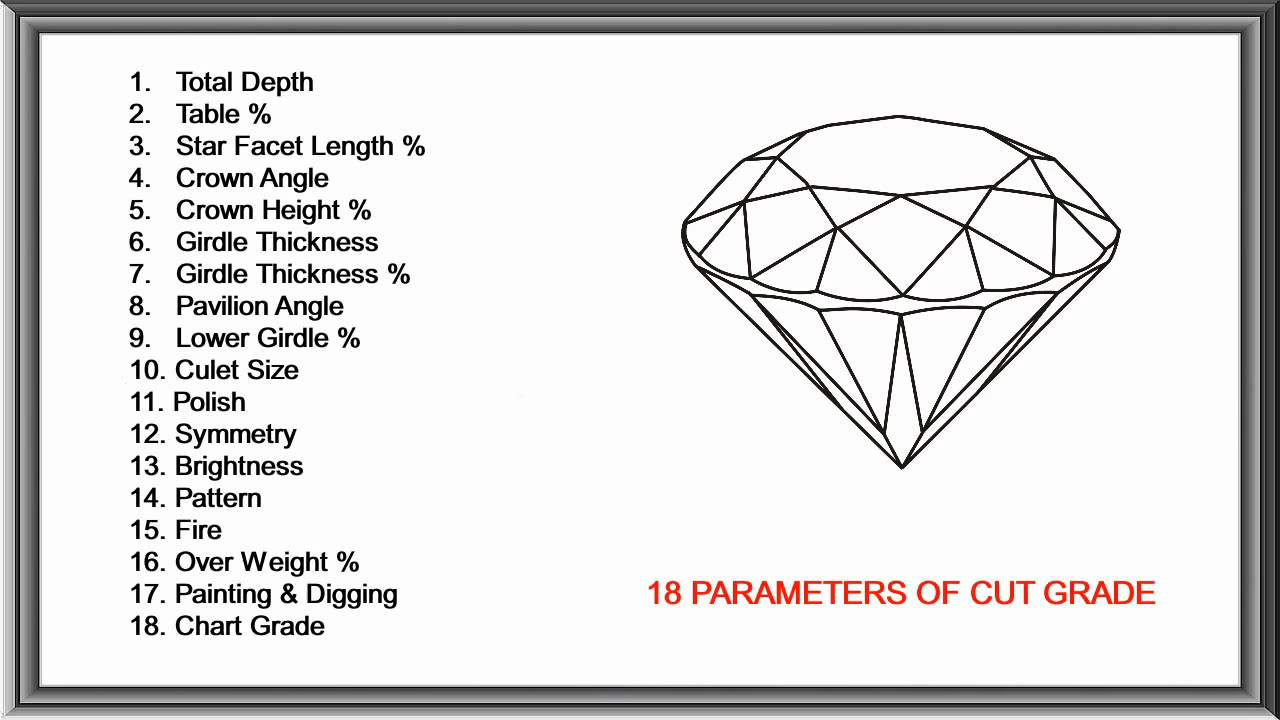 1. Total Depth
2. Table %
3. Star Facet Length %
4. Crown Angle
5. Crown Height %
6. Girdle Thickness
7. Girdle Thickness %
8. Pavilion Angle
9. Lower Girdle %
10. Culet Size
11. Polish
12. Symmetry
13. Brightness
14. Pattern
15. Fire
16. Over Weight %
17. Painting & Digging
18. Chart Grade
18 PARAMETERS OF CUT GRADE